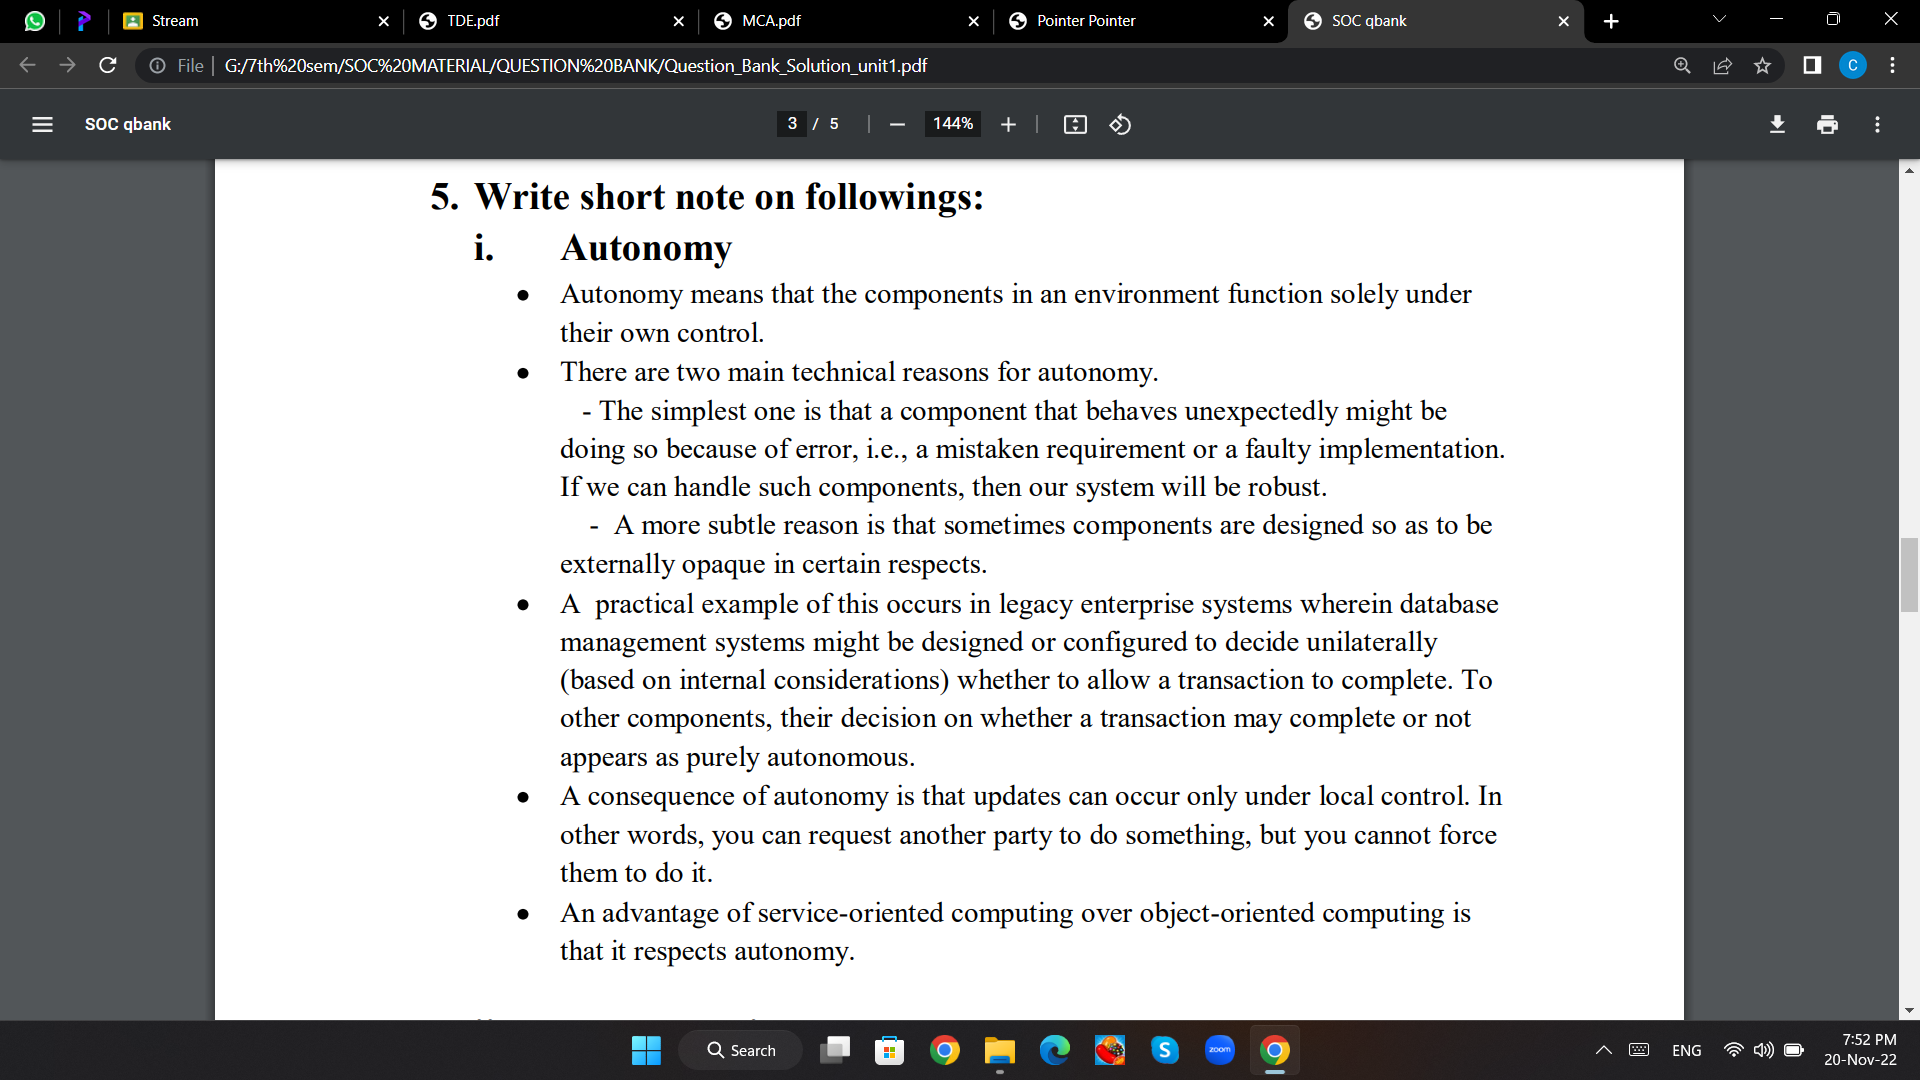 Stream
TDE.pdf
MCA.pdf
Pointer Pointer
SOC qbank
File
G:/7th%20sem/SOC%20MATERIAL/QUESTION%20BANK/Question_Bank_Solution_unit1.pdf
C
SOC qbank
3 / 5
144%
5. Write short note on followings:
i. Autonomy
• Autonomy means that the components in an environment function solely under
their own control.
• There are two main technical reasons for autonomy.
- The simplest one is that a component that behaves unexpectedly might be
doing so because of error, i.e., a mistaken requirement or a faulty implementation.
If we can handle such components, then our system will be robust.
- A more subtle reason is that sometimes components are designed so as to be
externally opaque in certain respects.
• A practical example of this occurs in legacy enterprise systems wherein database
management systems might be designed or configured to decide unilaterally
(based on internal considerations) whether to allow a transaction to complete. To
other components, their decision on whether a transaction may complete or not
appears as purely autonomous.
• A consequence of autonomy is that updates can occur only under local control. In
other words, you can request another party to do something, but you cannot force
them to do it.
• An advantage of service-oriented computing over object-oriented computing is
that it respects autonomy.
Search
S
zoom
ENG
7:52 PM
20-Nov-22